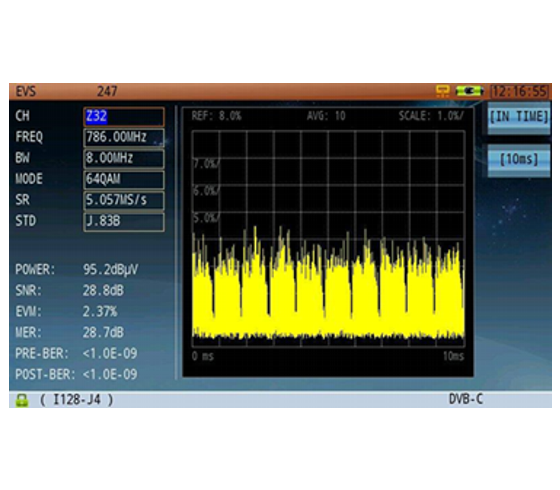 EVS 247 [12:16:55]
CH Z32
FREQ 786.00MHz
BW 8.00MHz
MODE 64QAM
SR 5.057MS/s
STD J.83B
POWER: 95.2dBμV
SNR: 28.8dB
EVM: 2.37%
MER: 28.7dB
PRE-BER: <1.0E-09
POST-BER: <1.0E-09
REF: 8.0% AVG: 10 SCALE: 1.0%/
7.0%/
6.0%/
5.0%/
0 ms 10ms
[IN TIME]
[10ms]
( I128-J4 ) DVB-C